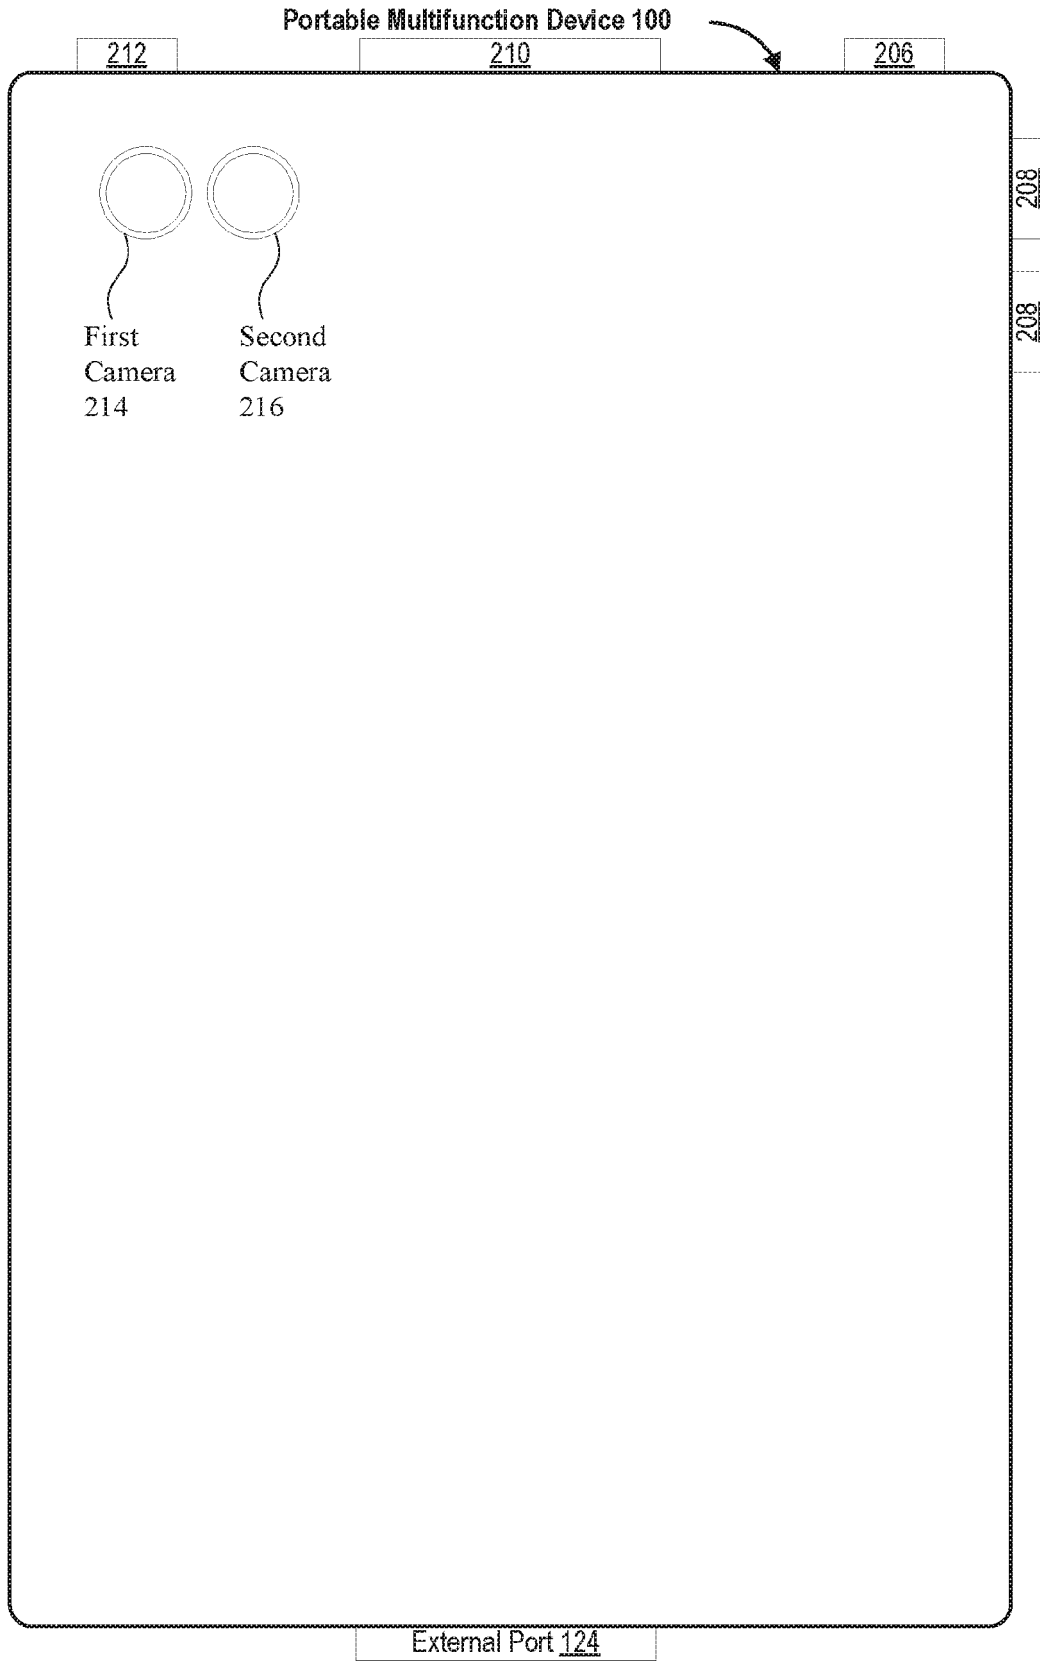 Portable Multifunction Device 100
212
210
206
208
208
First
Camera
214
Second
Camera
216
External Port 124